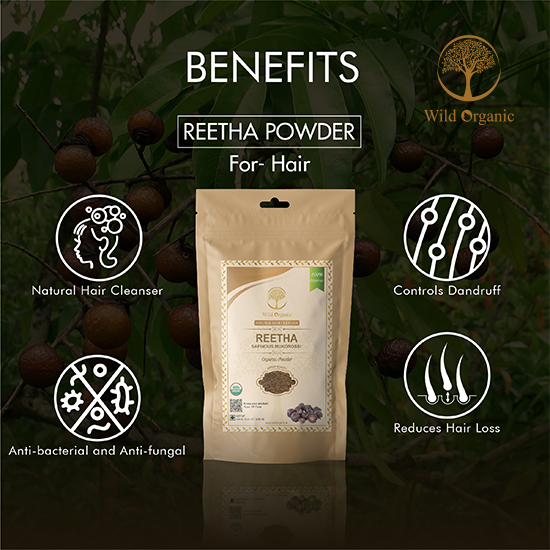 BENEFITS
Wild Organic
REETHA POWDER
For- Hair
Natural Hair Cleanser
Controls Dandruff
Anti-bacterial and Anti-fungal
Reduces Hair Loss
100%
Wild Organic
REETHA
SAPINDUS MUKOROSSI
Organic Powder